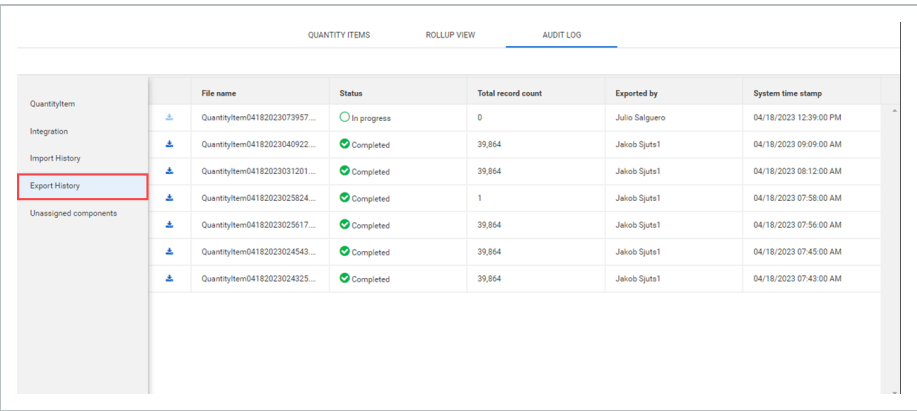 QUANTITY ITEMS ROLLUP VIEW AUDIT LOG
QuantityItem
Integration
Import History
Export History
Unassigned components
File name Status Total record count Exported by System time stamp
QuantityItem04182023073957... In progress 0 Julio Salguero 04/18/2023 12:39:00 PM
QuantityItem04182023040922... Completed 39,864 Jakob Sjuts1 04/18/2023 09:09:00 AM
QuantityItem04182023031201... Completed 39,864 Jakob Sjuts1 04/18/2023 08:12:00 AM
QuantityItem04182023025824... Completed 1 Jakob Sjuts1 04/18/2023 07:58:00 AM
QuantityItem04182023025617... Completed 39,864 Jakob Sjuts1 04/18/2023 07:56:00 AM
QuantityItem04182023024543... Completed 39,864 Jakob Sjuts1 04/18/2023 07:45:00 AM
QuantityItem04182023024325... Completed 39,864 Jakob Sjuts1 04/18/2023 07:43:00 AM